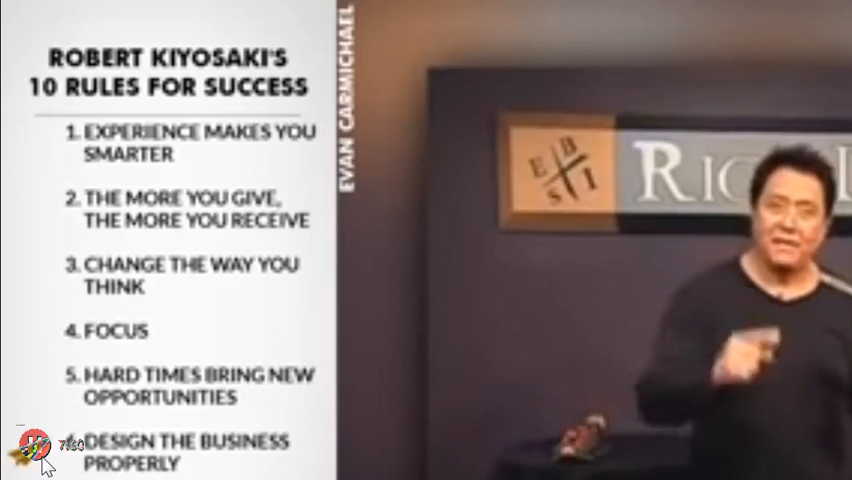 ROBERT KIYOSAKI'S
10 RULES FOR SUCCESS
1. EXPERIENCE MAKES YOU
SMARTER
2. THE MORE YOU GIVE,
THE MORE YOU RECEIVE
3. CHANGE THE WAY YOU
THINK
4. FOCUS
5. HARD TIMES BRING NEW
OPPORTUNITIES
DESIGN THE BUSINESS
PROPERLY
EVAN CARMICHAEL
E B
S I
RIC